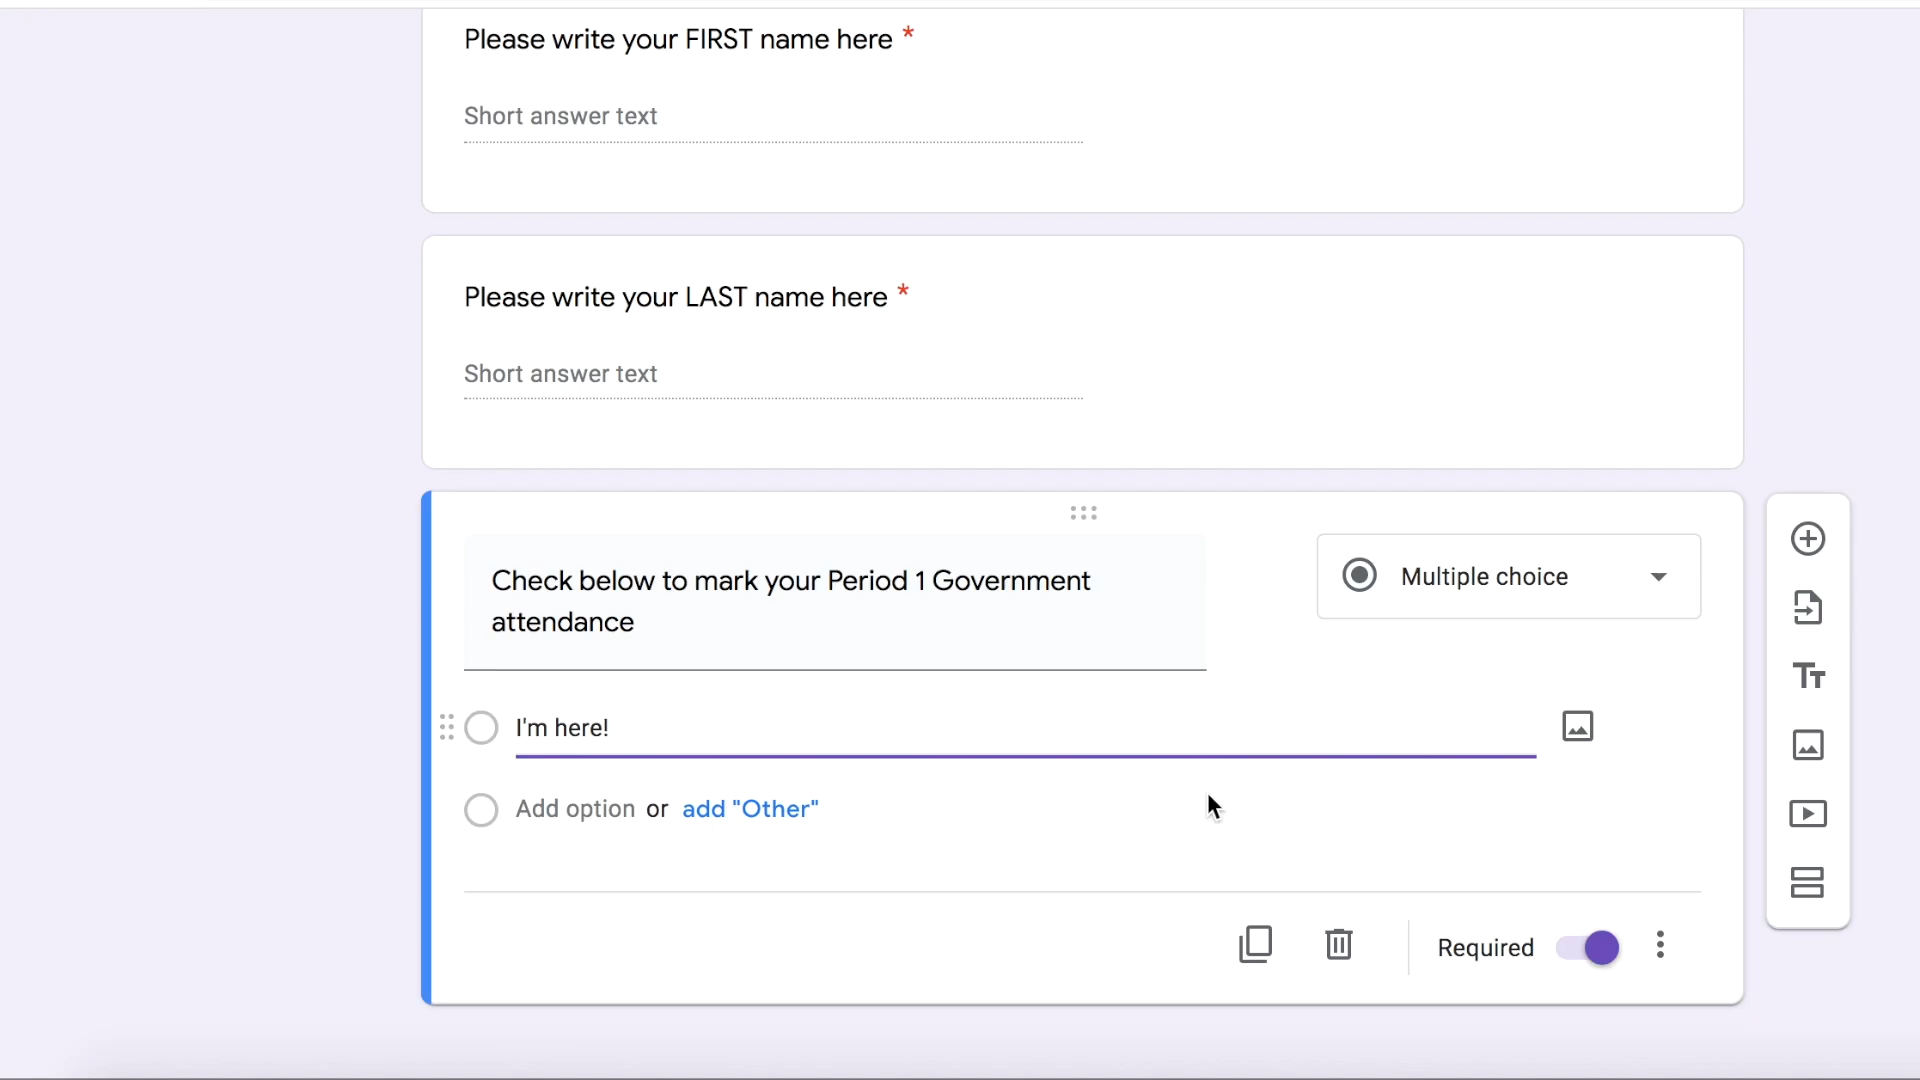 Please write your FIRST name here *
Short answer text
Please write your LAST name here *
Short answer text
Check below to mark your Period 1 Government
attendance
Multiple choice
I'm here!
Add option or add "Other"
Required